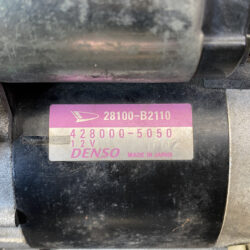 28100-B2110
428000-5050
12V
DENSO MADE IN JAPAN